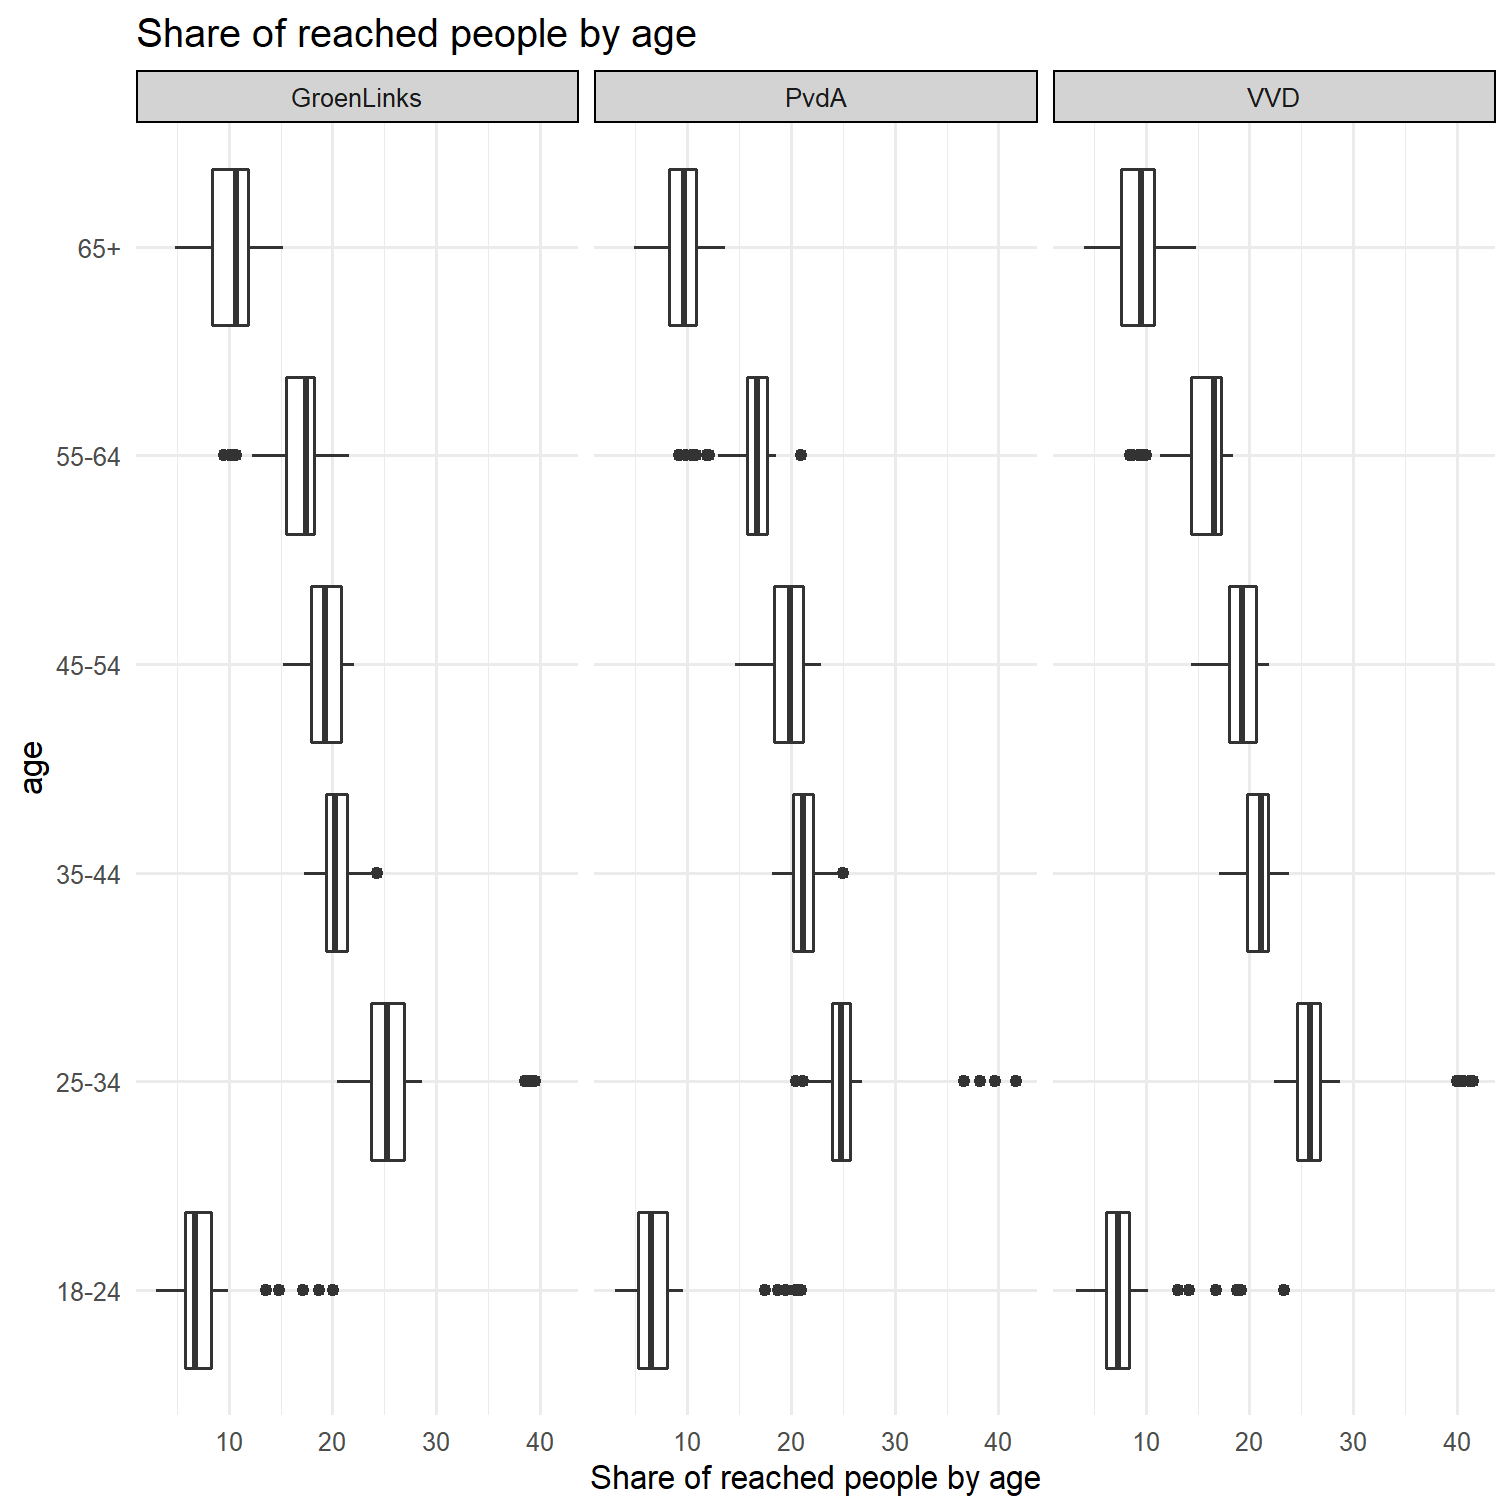 Share of reached people by age
GroenLinks PvdA VVD
65+
55-64
45-54
35-44
25-34
18-24
age
10 20 30 40 10 20 30 40 10 20 30 40
Share of reached people by age